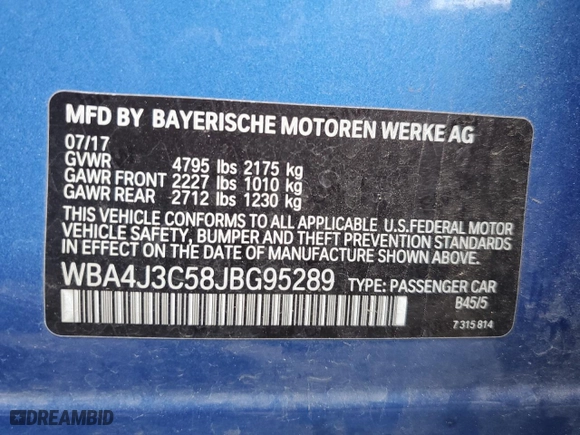 MFD BY BAYERISCHE MOTOREN WERKE AG
07/17
GVWR 4795 lbs 2175 kg
GAWR FRONT 2227 lbs 1010 kg
GAWR REAR 2712 lbs 1230 kg
THIS VEHICLE CONFORMS TO ALL APPLICABLE U.S.FEDERAL MOTOR
VEHICLE SAFETY, BUMPER AND THEFT PREVENTION STANDARDS
IN EFFECT ON THE DATE OF MANUFACTURE SHOWN ABOVE.
WBA4J3C58JBG95289 TYPE: PASSENGER CAR
B45/5
7 315 814
DREAMBID